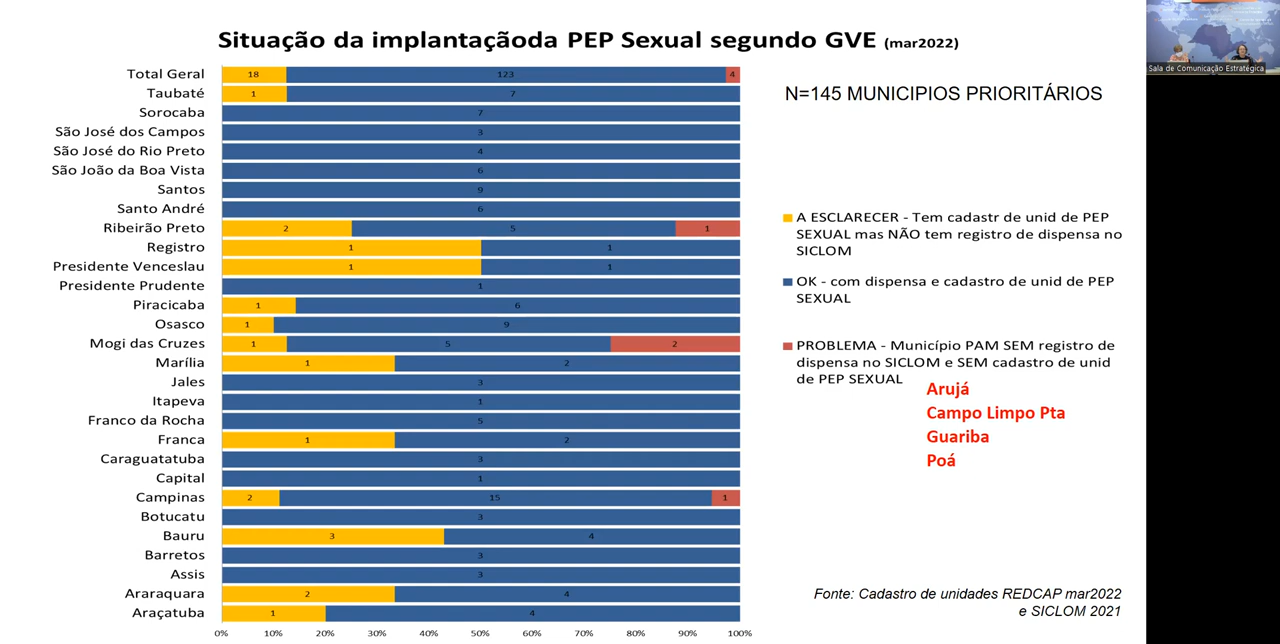 Situação da implantaçãoda PEP Sexual segundo GVE (mar2022)
Sala de Comunicação Estratégica
N=145 MUNICIPIOS PRIORITÁRIOS
Total Geral 18 123 4
Taubaté 1 7
Sorocaba 7
São José dos Campos 3
São José do Rio Preto 4
São João da Boa Vista 6
Santos 9
Santo André 6
Ribeirão Preto 2 5 1
Registro 1 1
Presidente Venceslau 1 1
Presidente Prudente 1
Piracicaba 1 6
Osasco 1 9
Mogi das Cruzes 1 5 2
Marília 1 2
Jales 3
Itapeva 1
Franco da Rocha 5
Franca 1 2
Caraguatatuba 3
Capital 1
Campinas 2 15 1
Botucatu 3
Bauru 3 4
Barretos 3
Assis 3
Araraquara 2 4
Araçatuba 1 4
0% 10% 20% 30% 40% 50% 60% 70% 80% 90% 100%
A ESCLARECER - Tem cadastr de unid de PEP
SEXUAL mas NÃO tem registro de dispensa no
SICLOM
OK - com dispensa e cadastro de unid de PEP
SEXUAL
PROBLEMA - Município PAM SEM registro de
dispensa no SICLOM e SEM cadastro de unid
de PEP SEXUAL
Arujá
Campo Limpo Pta
Guariba
Poá
Fonte: Cadastro de unidades REDCAP mar2022
e SICLOM 2021